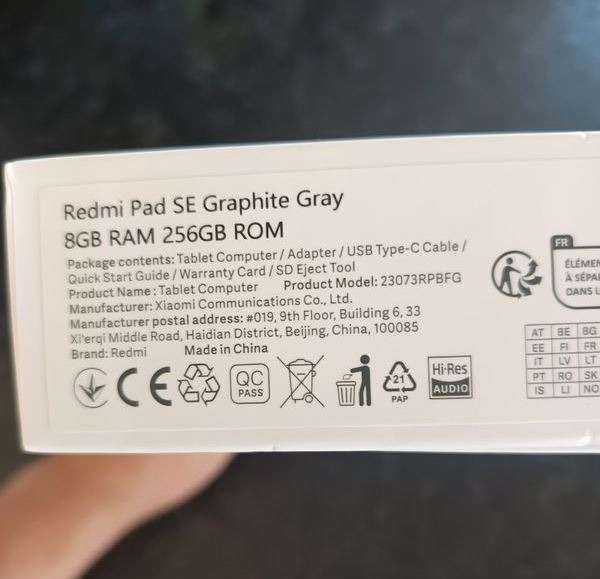 Redmi Pad SE Graphite Gray
8GB RAM 256GB ROM
Package contents: Tablet Computer / Adapter / USB Type-C Cable /
Quick Start Guide / Warranty Card / SD Eject Tool
Product Name : Tablet Computer Product Model: 23073RPBFG
Manufacturer: Xiaomi Communications Co., Ltd.
Manufacturer postal address: #019, 9th Floor, Building 6, 33
Xi'erqi Middle Road, Haidian District, Beijing, China, 100085
Brand: Redmi Made in China
CE
QC
PASS
21
PAP
Hi-Res
AUDIO
FR
ÉLÉMEN
À SÉPA
DANS L
AT BE BG
EE FI FR
IT LV LT
PT RO SK
IS LI NO